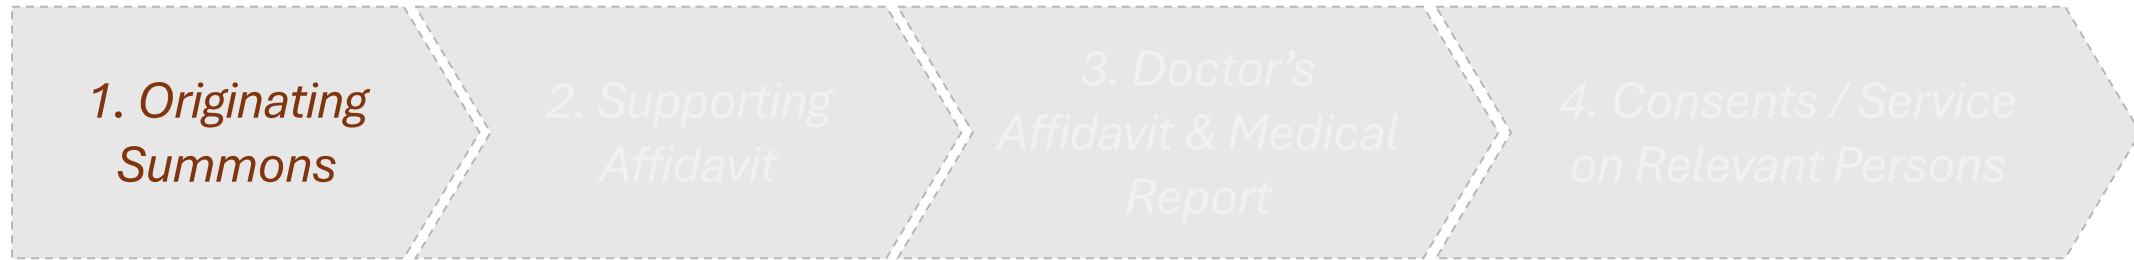 1. Originating
Summons
2. Supporting
Affidavit
3. Doctor’s
Affidavit & Medical
Report
4. Consents / Service
on Relevant Persons